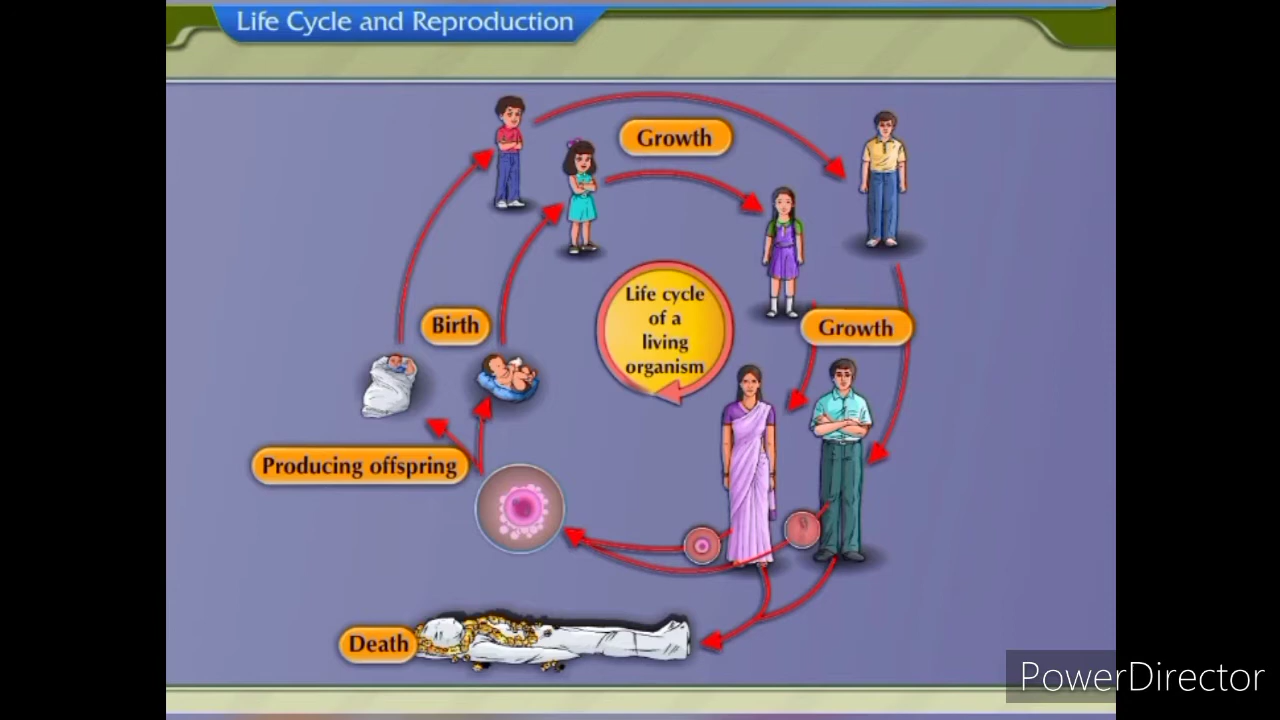 Life Cycle and Reproduction
Growth
Life cycle
of a
living
organism
Growth
Birth
Producing offspring
Death
PowerDirector